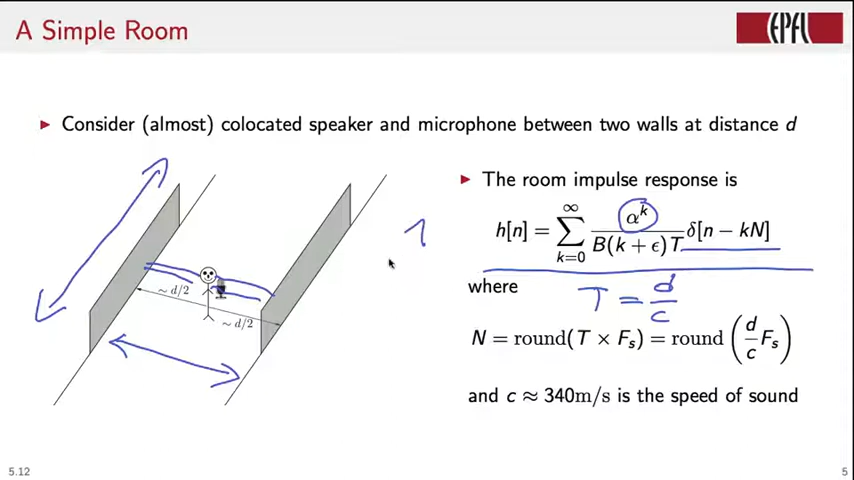 A Simple Room
EPFL
► Consider (almost) colocated speaker and microphone between two walls at distance d
► The room impulse response is
h[n] = ∑_{k=0}^{∞} α^k / (B(k + ϵ)T) δ[n − kN]
where
T = d/c
N = round(T × F_s) = round(d/c F_s)
and c ≈ 340m/s is the speed of sound
∼ d/2
∼ d/2
1
5.12
5